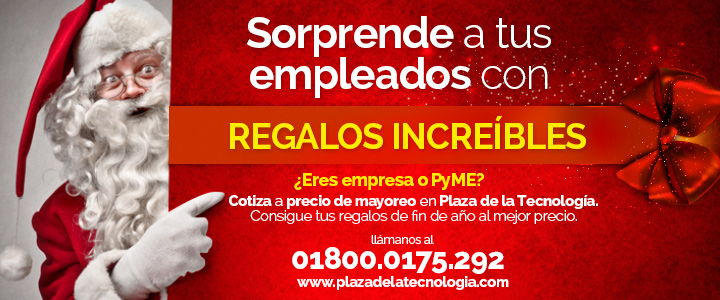 Sorprende a tus
empleados con
REGALOS INCREÍBLES
¿Eres empresa o PyME?
Cotiza a precio de mayoreo en Plaza de la Tecnología.
Consigue tus regalos de fin de año al mejor precio.
llámanos al
01800.0175.292
www.plazadelatecnologia.com